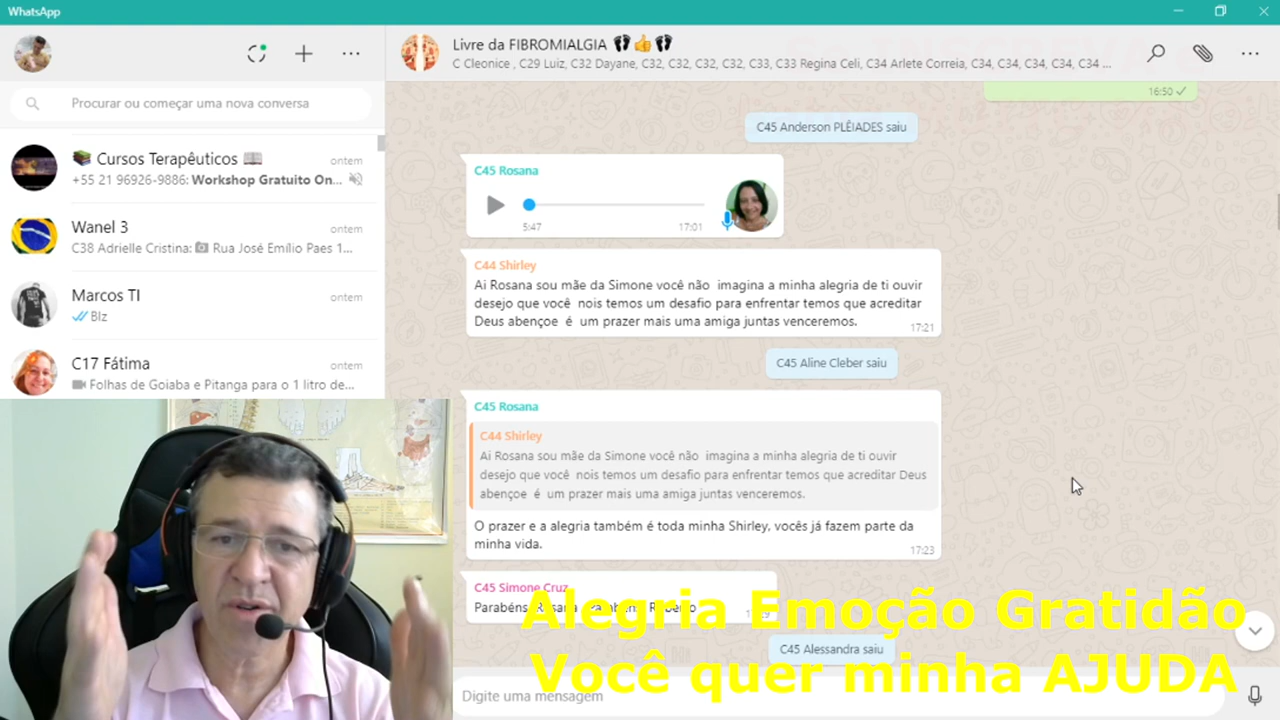 WhatsApp
Livre da FIBROMIALGIA 👣👍👣
C Cleonice , C29 Luiz, C32 Dayane, C32, C32, C32, C32, C33, C33 Regina Celi, C34 Arlete Correia, C34, C34, C34, C34, C34 ...
Procurar ou começar uma nova conversa
📚 Cursos Terapêuticos 📖
ontem
+55 21 96926-9886: Workshop Gratuito On...
Wanel 3
ontem
C38 Adrielle Cristina: 📷 Rua José Emílio Paes 1...
Marcos TI
ontem
Blz
C17 Fátima
ontem
Folhas de Goiaba e Pitanga para o 1 litro de...
16:50
C45 Anderson PLÊIADES saiu
C45 Rosana
5:47
17:01
C44 Shirley
Ai Rosana sou mãe da Simone você não imagina a minha alegria de ti ouvir
desejo que você nois temos um desafio para enfrentar temos que acreditar
Deus abençoe é um prazer mais uma amiga juntas venceremos.
17:21
C45 Aline Cleber saiu
C45 Rosana
C44 Shirley
Ai Rosana sou mãe da Simone você não imagina a minha alegria de ti ouvir
desejo que você nois temos um desafio para enfrentar temos que acreditar Deus
abençoe é um prazer mais uma amiga juntas venceremos.
O prazer e a alegria também é toda minha Shirley, vocês já fazem parte da
minha vida.
17:23
C45 Simone Cruz
Parabéns Rosana
Alegria Emoção Gratidão
C45 Alessandra saiu
Você quer minha AJUDA
Digite uma mensagem